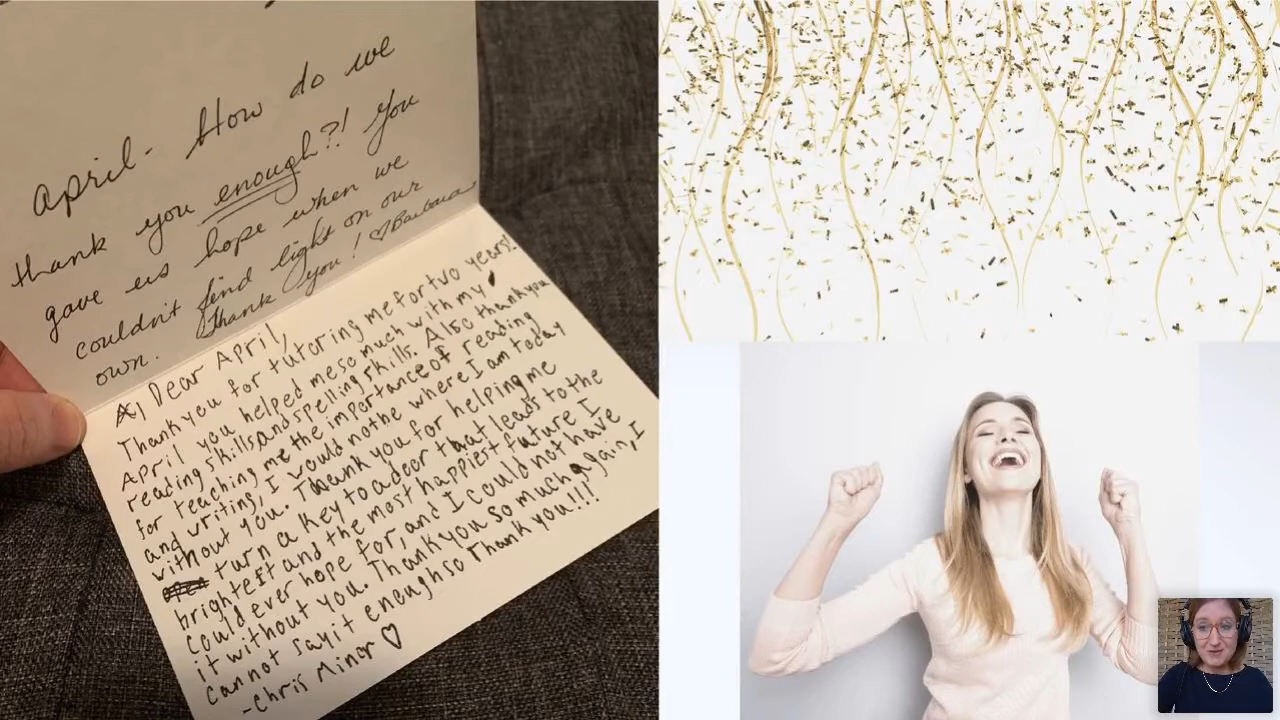 April- How do we
thank you enough?! You
gave us hope when we
couldn't find light on our
own. Thank you! ♡Barbara
Dear April,
Thank you for tutoring me for two years!
April you helped me so much with my
reading skills, and spelling skills. Also thank you
for teaching me the importance of reading
and writing, I would not be where I am today
without you. Thank you for helping me
turn a key to a door that leads to the
brightest and the most happiest future I
could ever hope for, and I could not have
it without you. Thank you so much again, I
cannot say it enough so Thank you!!!
-Chris Minor ♡